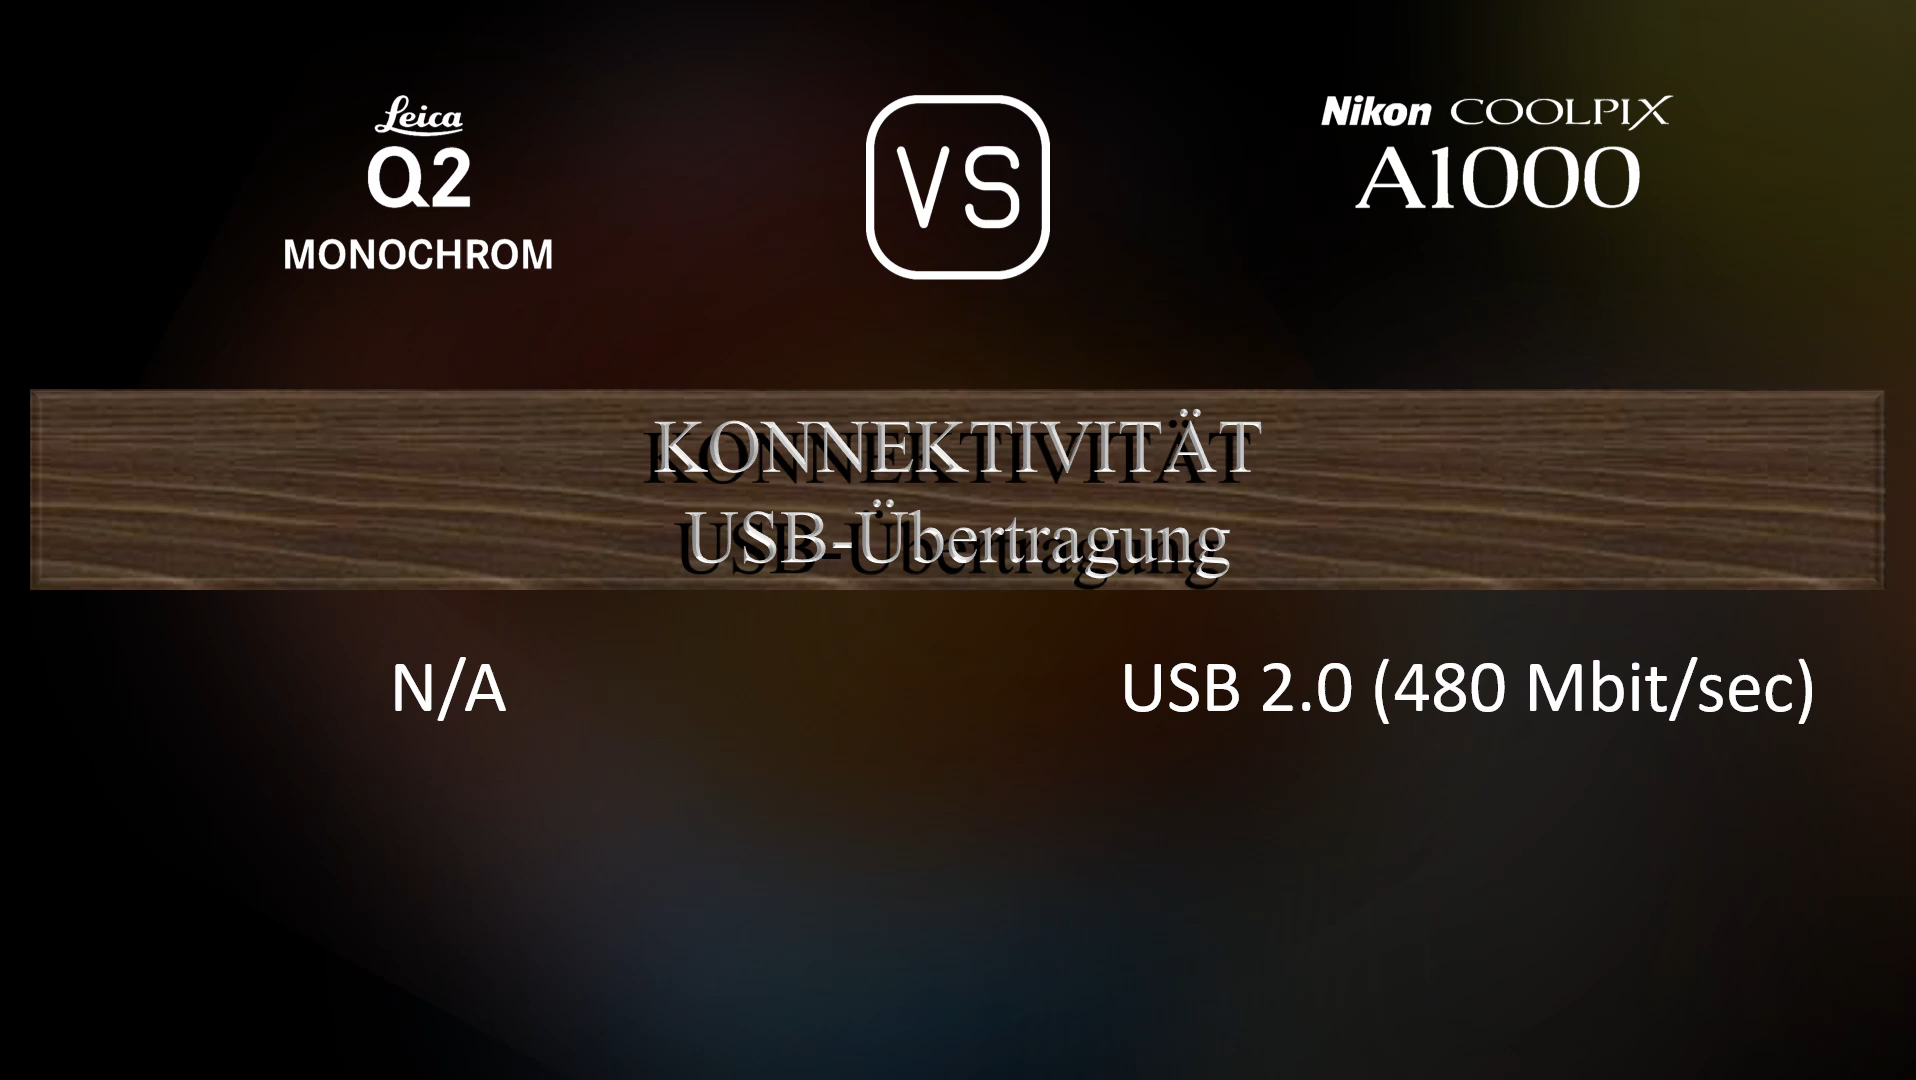 Leica
Q2
MONOCHROM
VS
Nikon COOLPIX
A1000
KONNEKTIVITÄT
USB-Übertragung
N/A
USB 2.0 (480 Mbit/sec)